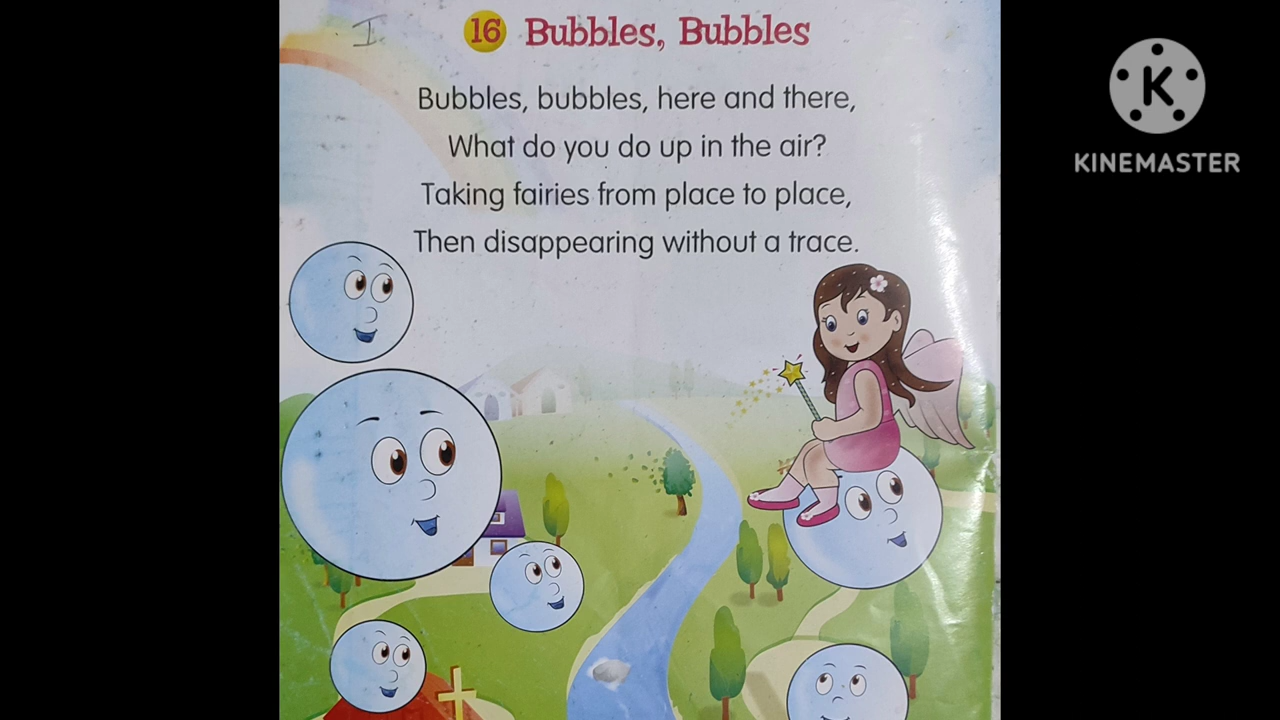 I
16 Bubbles, Bubbles
Bubbles, bubbles, here and there,
What do you do up in the air?
Taking fairies from place to place,
Then disappearing without a trace.
K
KINEMASTER